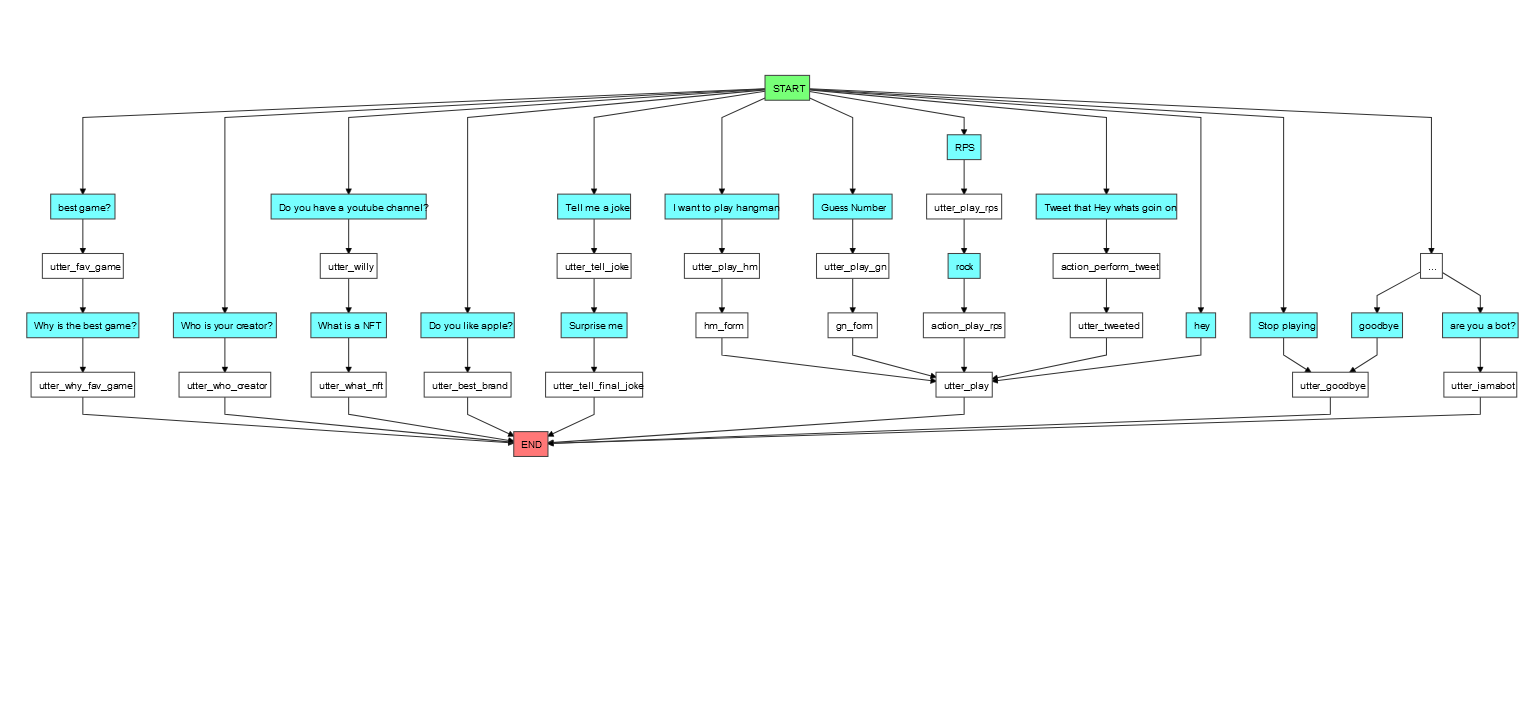 START
RPS
best game?
Do you have a youtube channel?
Tell me a joke
I want to play hangman
Guess Number
utter_play_rps
Tweet that Hey whats goin on
utter_fav_game
utter_willy
utter_tell_joke
utter_play_hm
utter_play_gn
rock
action_perform_tweet
...
Why is the best game?
Who is your creator?
What is a NFT
Do you like apple?
Surprise me
hm_form
gn_form
action_play_rps
utter_tweeted
hey
Stop playing
goodbye
are you a bot?
utter_why_fav_game
utter_who_creator
utter_what_nft
utter_best_brand
utter_tell_final_joke
utter_play
utter_goodbye
utter_iamabot
END